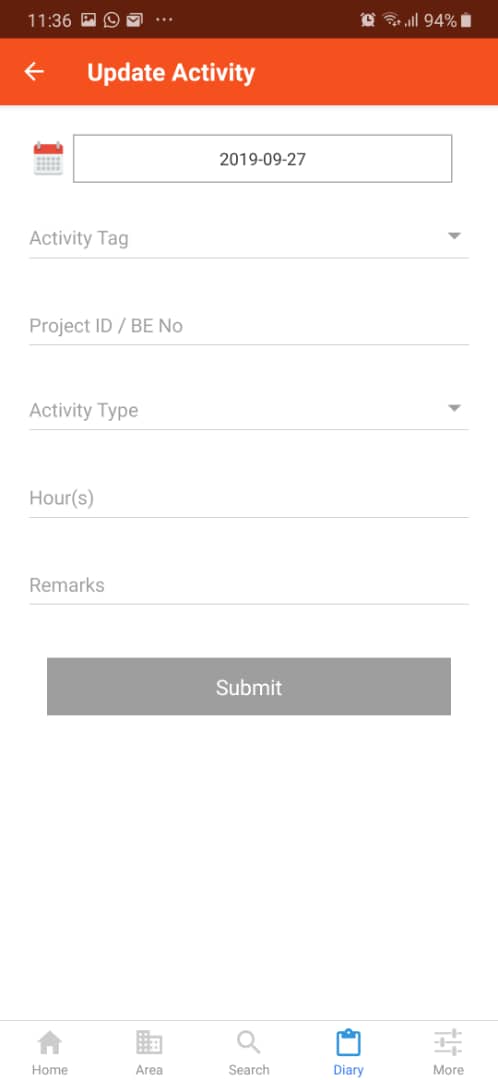 11:36 94%
Update Activity
2019-09-27
Activity Tag
Project ID / BE No
Activity Type
Hour(s)
Remarks
Submit
Home Area Search Diary More